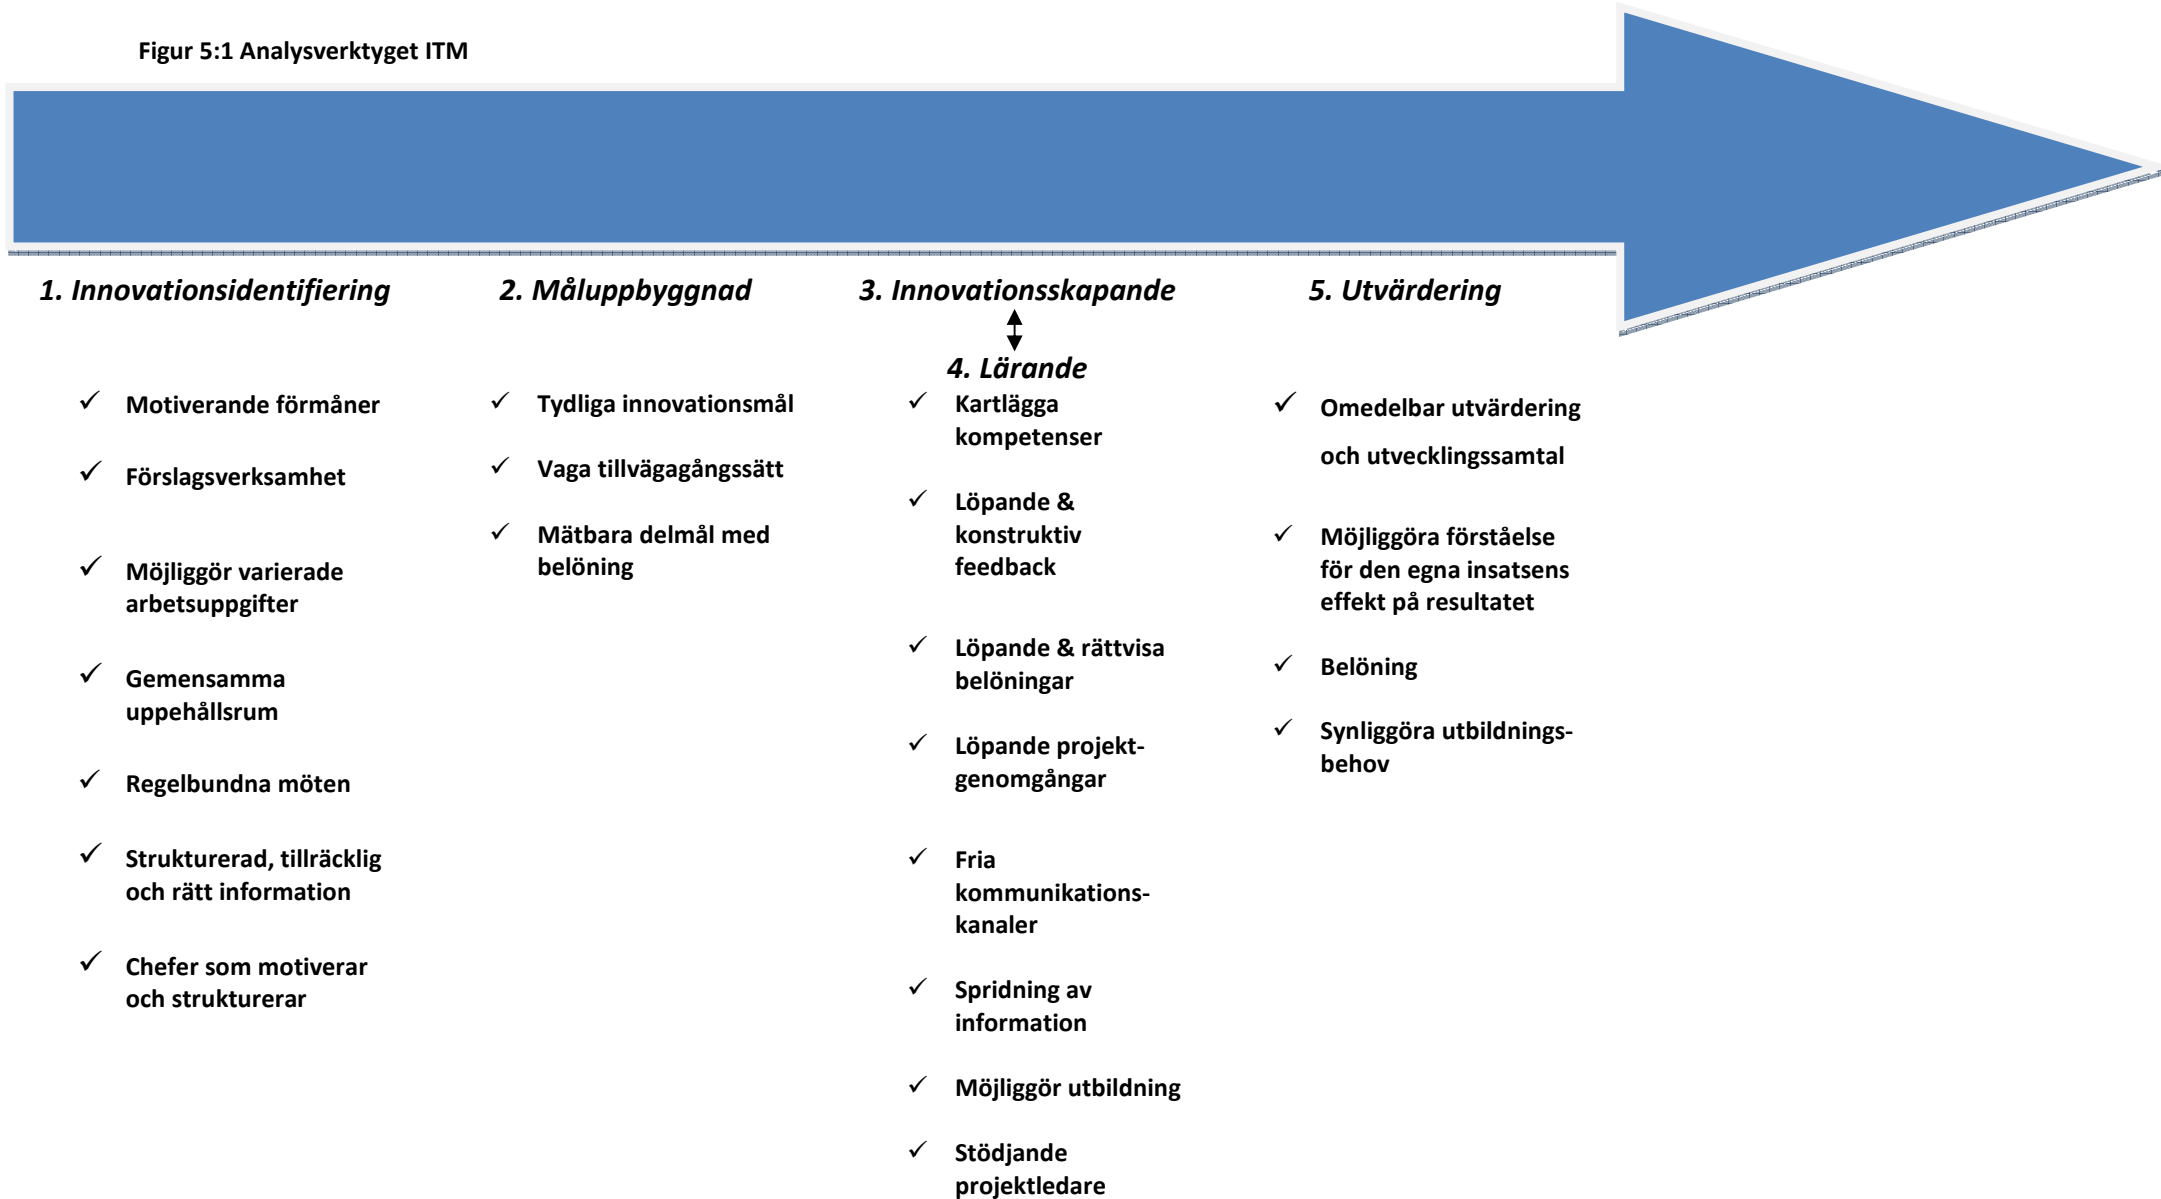 Figur 5:1 Analysverktyget ITM
1. Innovationsidentifiering
✓ Motiverande förmåner
✓ Förslagsverksamhet
✓ Möjliggör varierade
arbetsuppgifter
✓ Gemensamma
uppehållsrum
✓ Regelbundna möten
✓ Strukturerad, tillräcklig
och rätt information
✓ Chefer som motiverar
och strukturerar
2. Måluppbyggnad
✓ Tydliga innovationsmål
✓ Vaga tillvägagångssätt
✓ Mätbara delmål med
belöning
3. Innovationsskapande
4. Lärande
✓ Kartlägga
kompetenser
✓ Löpande &
konstruktiv
feedback
✓ Löpande & rättvisa
belöningar
✓ Löpande projekt-
genomgångar
✓ Fria
kommunikations-
kanaler
✓ Spridning av
information
✓ Möjliggör utbildning
✓ Stödjande
projektledare
5. Utvärdering
✓ Omedelbar utvärdering
och utvecklingssamtal
✓ Möjliggöra förståelse
för den egna insatsens
effekt på resultatet
✓ Belöning
✓ Synliggöra utbildnings-
behov